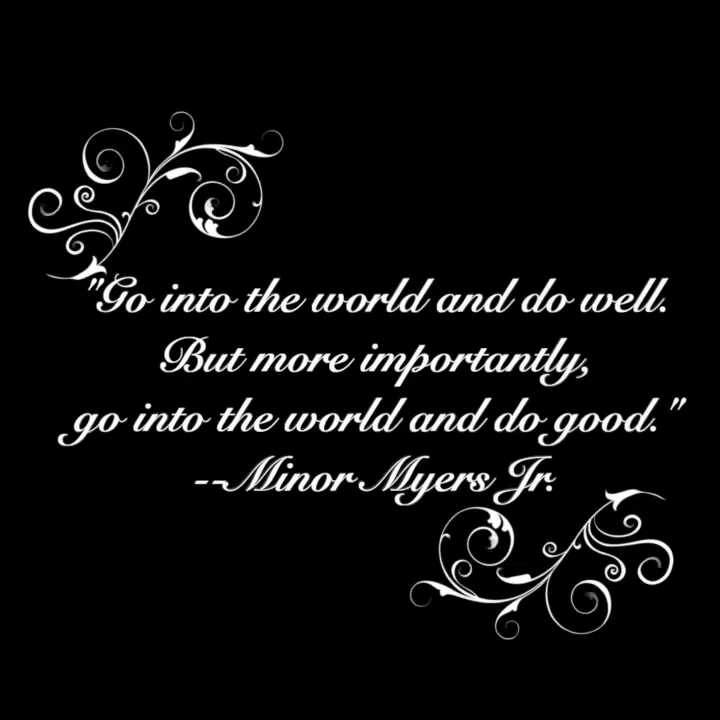 "Go into the world and do well.
But more importantly,
go into the world and do good."
--Minor Myers Jr.